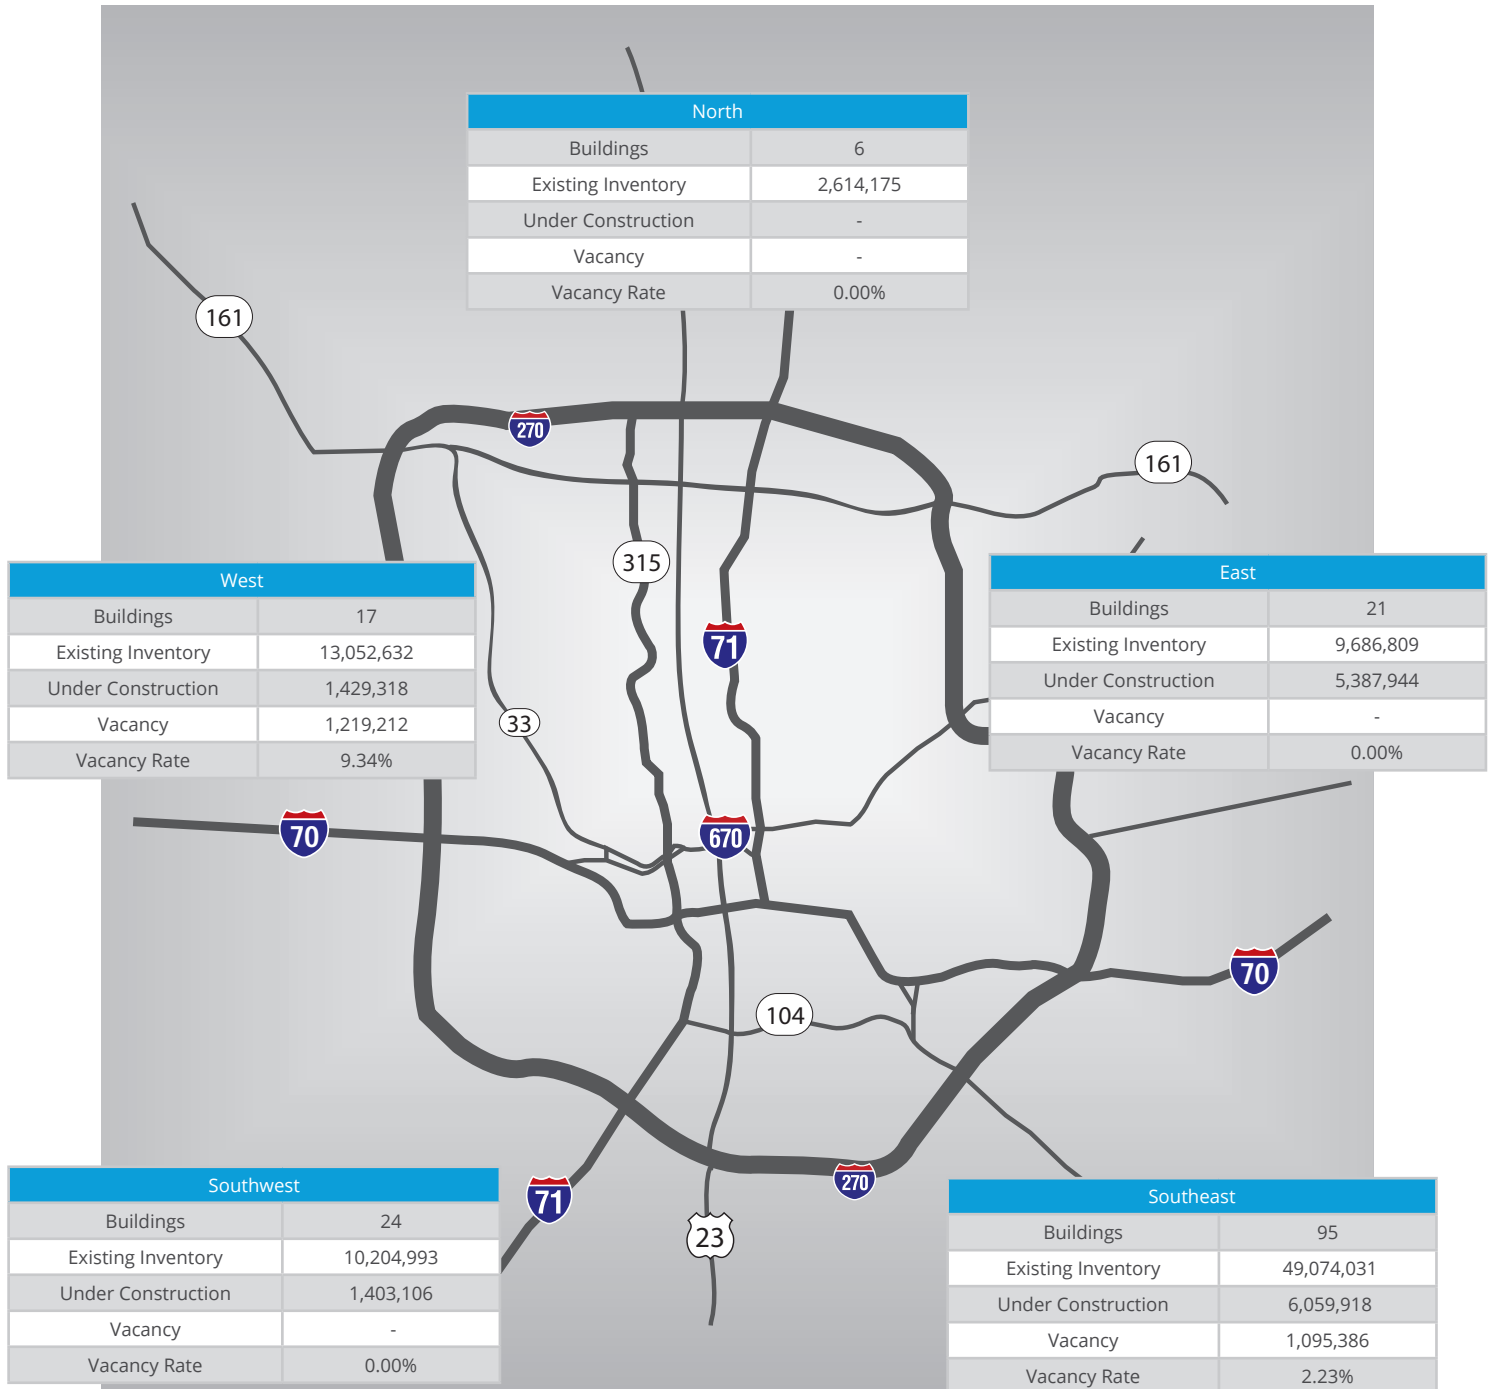 North
Buildings 6
Existing Inventory 2,614,175
Under Construction -
Vacancy -
Vacancy Rate 0.00%
161
270
161
315
71
West
Buildings 17
Existing Inventory 13,052,632
Under Construction 1,429,318
Vacancy 1,219,212
Vacancy Rate 9.34%
East
Buildings 21
Existing Inventory 9,686,809
Under Construction 5,387,944
Vacancy -
Vacancy Rate 0.00%
33
70
670
70
104
Southwest
Buildings 24
Existing Inventory 10,204,993
Under Construction 1,403,106
Vacancy -
Vacancy Rate 0.00%
71
270
23
Southeast
Buildings 95
Existing Inventory 49,074,031
Under Construction 6,059,918
Vacancy 1,095,386
Vacancy Rate 2.23%